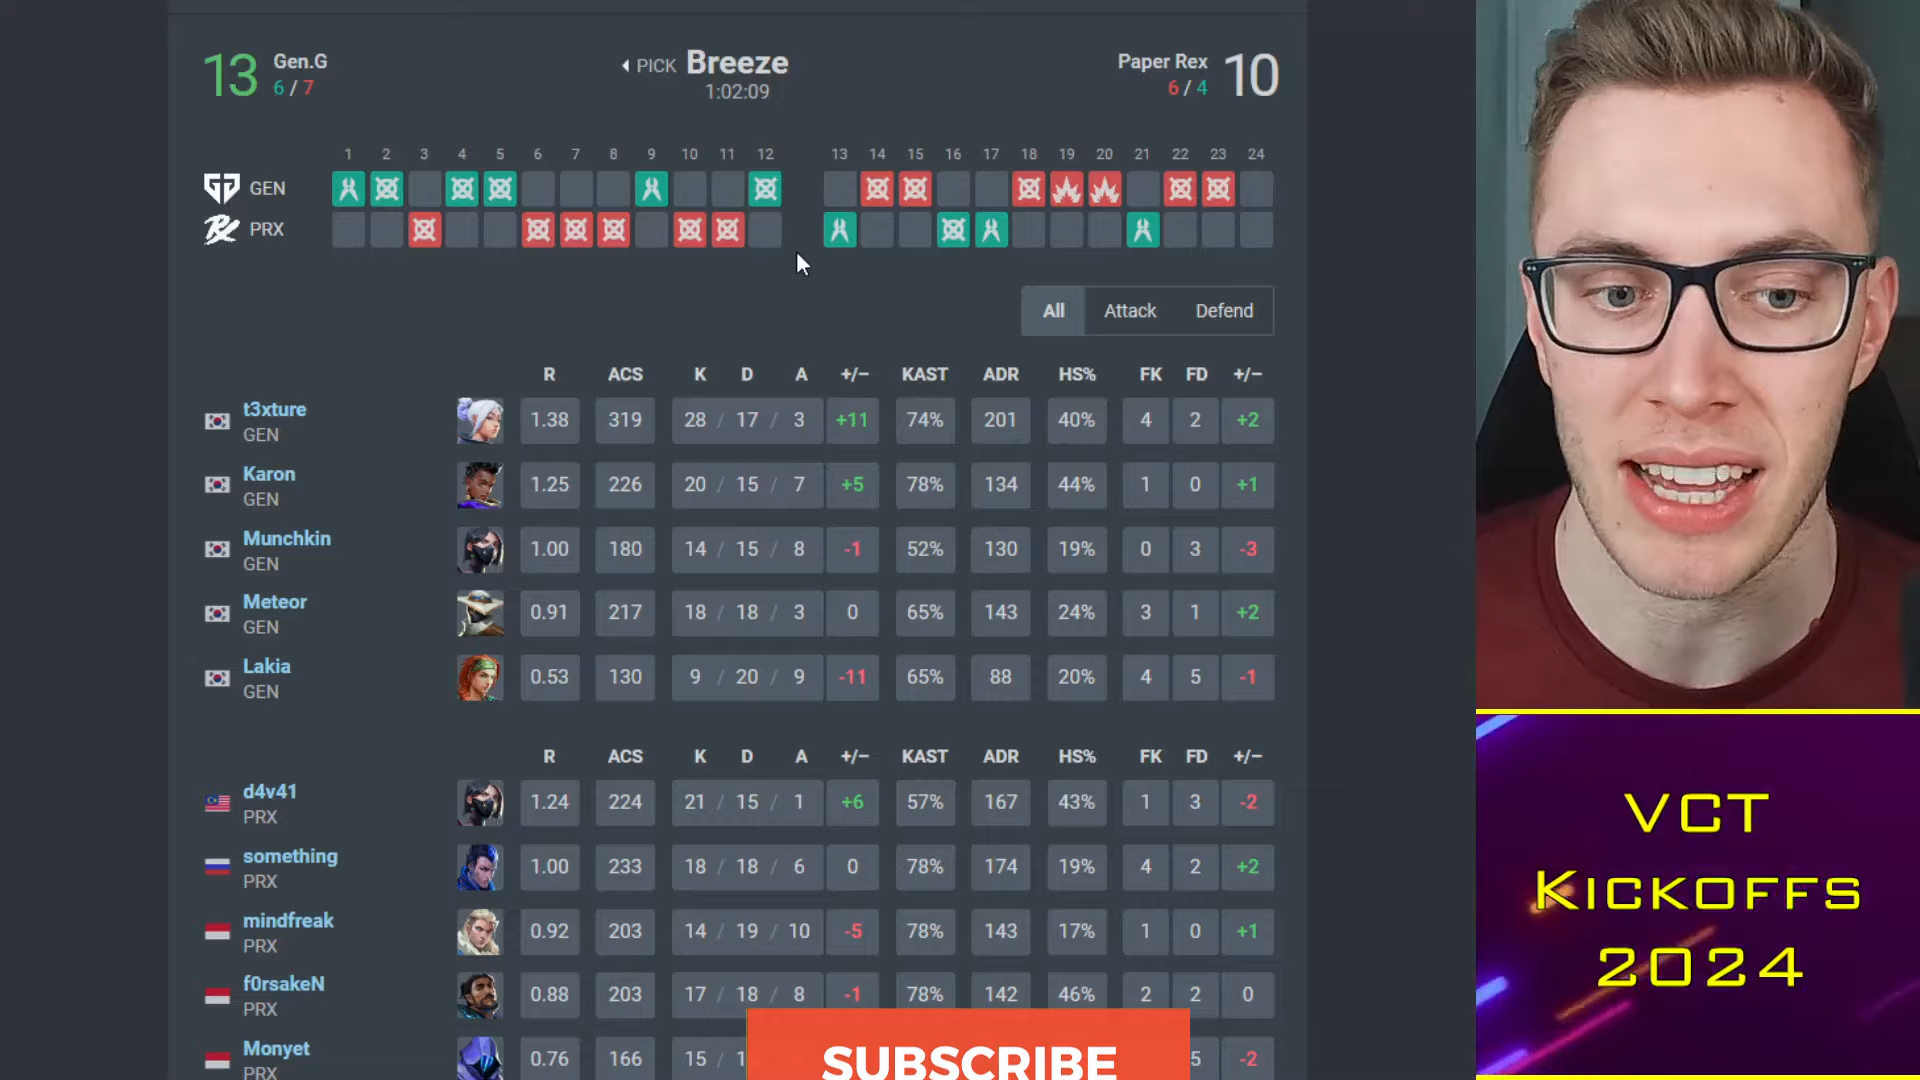 13 Gen.G 6 / 7 PICK Breeze 1:02:09 Paper Rex 6 / 4 10
1 2 3 4 5 6 7 8 9 10 11 12 13 14 15 16 17 18 19 20 21 22 23 24
GEN
PRX
All Attack Defend
R ACS K D A +/– KAST ADR HS% FK FD +/–
t3xture GEN 1.38 319 28 / 17 / 3 +11 74% 201 40% 4 2 +2
Karon GEN 1.25 226 20 / 15 / 7 +5 78% 134 44% 1 0 +1
Munchkin GEN 1.00 180 14 / 15 / 8 -1 52% 130 19% 0 3 -3
Meteor GEN 0.91 217 18 / 18 / 3 0 65% 143 24% 3 1 +2
Lakia GEN 0.53 130 9 / 20 / 9 -11 65% 88 20% 4 5 -1
R ACS K D A +/– KAST ADR HS% FK FD +/–
d4v41 PRX 1.24 224 21 / 15 / 1 +6 57% 167 43% 1 3 -2
something PRX 1.00 233 18 / 18 / 6 0 78% 174 19% 4 2 +2
mindfreak PRX 0.92 203 14 / 19 / 10 -5 78% 143 17% 1 0 +1
f0rsakeN PRX 0.88 203 17 / 18 / 8 -1 78% 142 46% 2 2 0
Monyet PRX 0.76 166 15 / 5 -2
SUBSCRIBE
VCT
KICKOFFS
2024